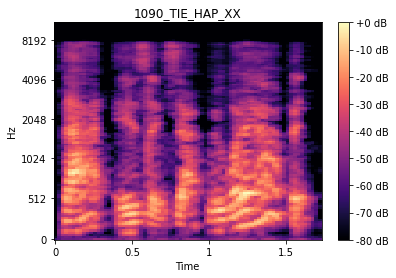 1090_TIE_HAP_XX
8192
4096
2048
1024
512
0
Hz
0
0.5
1
1.5
Time
+0 dB
-10 dB
-20 dB
-30 dB
-40 dB
-50 dB
-60 dB
-70 dB
-80 dB